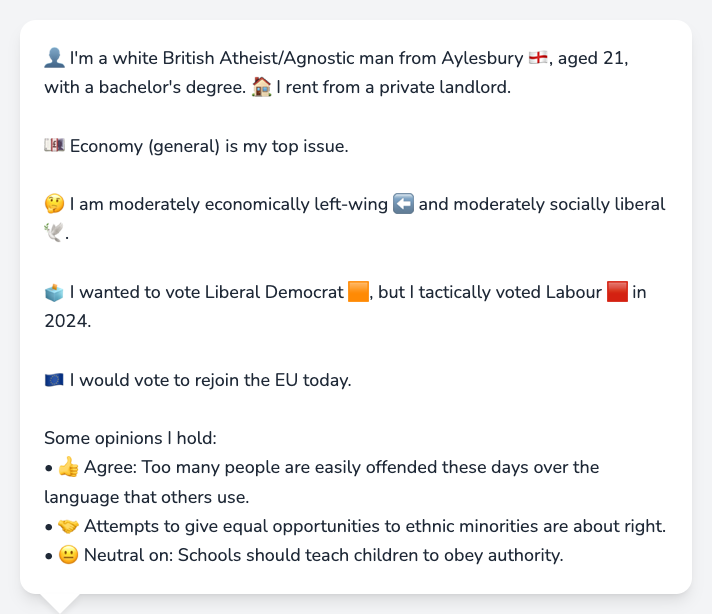 👤 I'm a white British Atheist/Agnostic man from Aylesbury 🏴󠁧󠁢󠁥󠁮󠁧󠁿, aged 21,
with a bachelor's degree. 🏠 I rent from a private landlord.
💷 Economy (general) is my top issue.
🤔 I am moderately economically left-wing ⬅️ and moderately socially liberal
🕊️.
🗳️ I wanted to vote Liberal Democrat 🟧, but I tactically voted Labour 🟥 in
2024.
🇪🇺 I would vote to rejoin the EU today.
Some opinions I hold:
• 👍 Agree: Too many people are easily offended these days over the
language that others use.
• 🤝 Attempts to give equal opportunities to ethnic minorities are about right.
• 😐 Neutral on: Schools should teach children to obey authority.